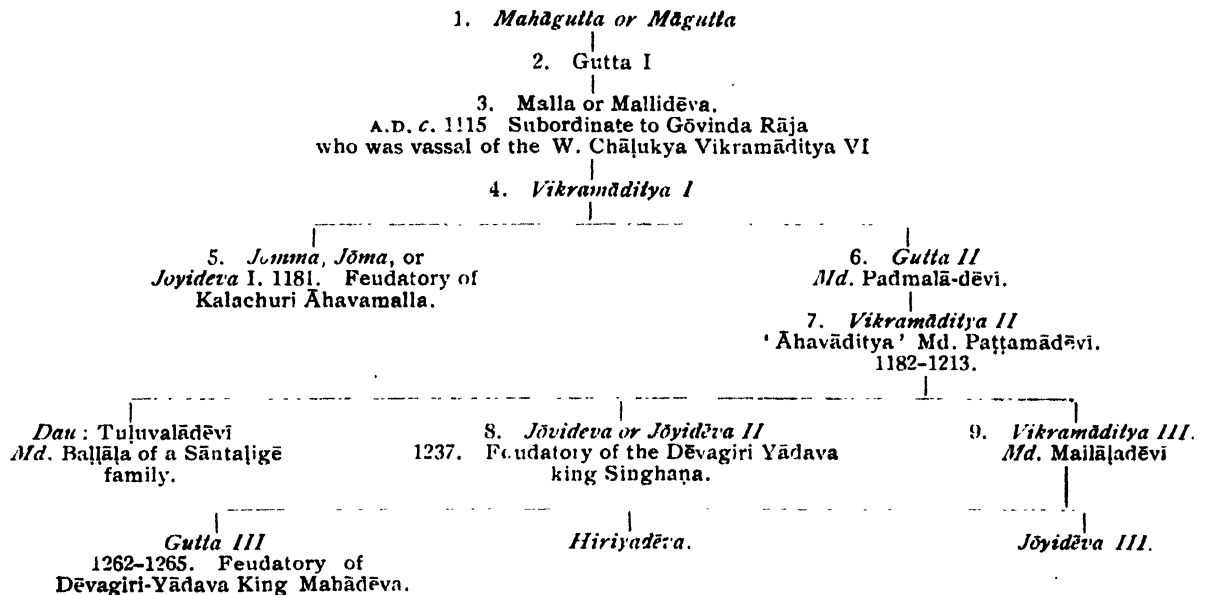 1. Mahāgutta or Māgutta
2. Gutta I
3. Malla or Mallidēva.
A.D. c. 1115 Subordinate to Gōvinda Rāja
who was vassal of the W. Chāḷukya Vikramāditya VI
4. Vikramāditya I
5. Jomma, Jōma, or
Joyideva I. 1181. Feudatory of
Kalachuri Āhavamalla.
6. Gutta II
Md. Padmalā-dēvi.
7. Vikramāditya II
‘ Āhavāditya ’ Md. Paṭṭamādēvi.
1182–1213.
Dau : Tuḷuvalādēvī
Md. Baḷḷāḷa of a Sāntaḷigē
family.
8. Jōvideva or Jōyidēva II
1237. Feudatory of the Dēvagiri Yādava
king Singhaṇa.
9. Vikramāditya III.
Md. Mailāḷadēvī
Gutta III
1262–1265. Feudatory of
Dēvagiri-Yādava King Mahādēva.
Hiriyadēva.
Jōyidēva III.